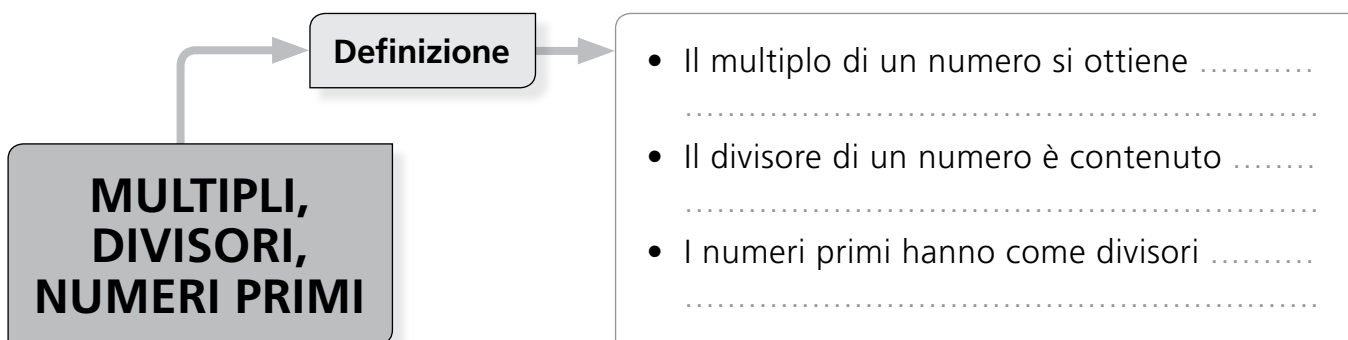 Definizione
MULTIPLI,
DIVISORI,
NUMERI PRIMI
• Il multiplo di un numero si ottiene ...........
............................................................
• Il divisore di un numero è contenuto ........
............................................................
• I numeri primi hanno come divisori ..........
............................................................